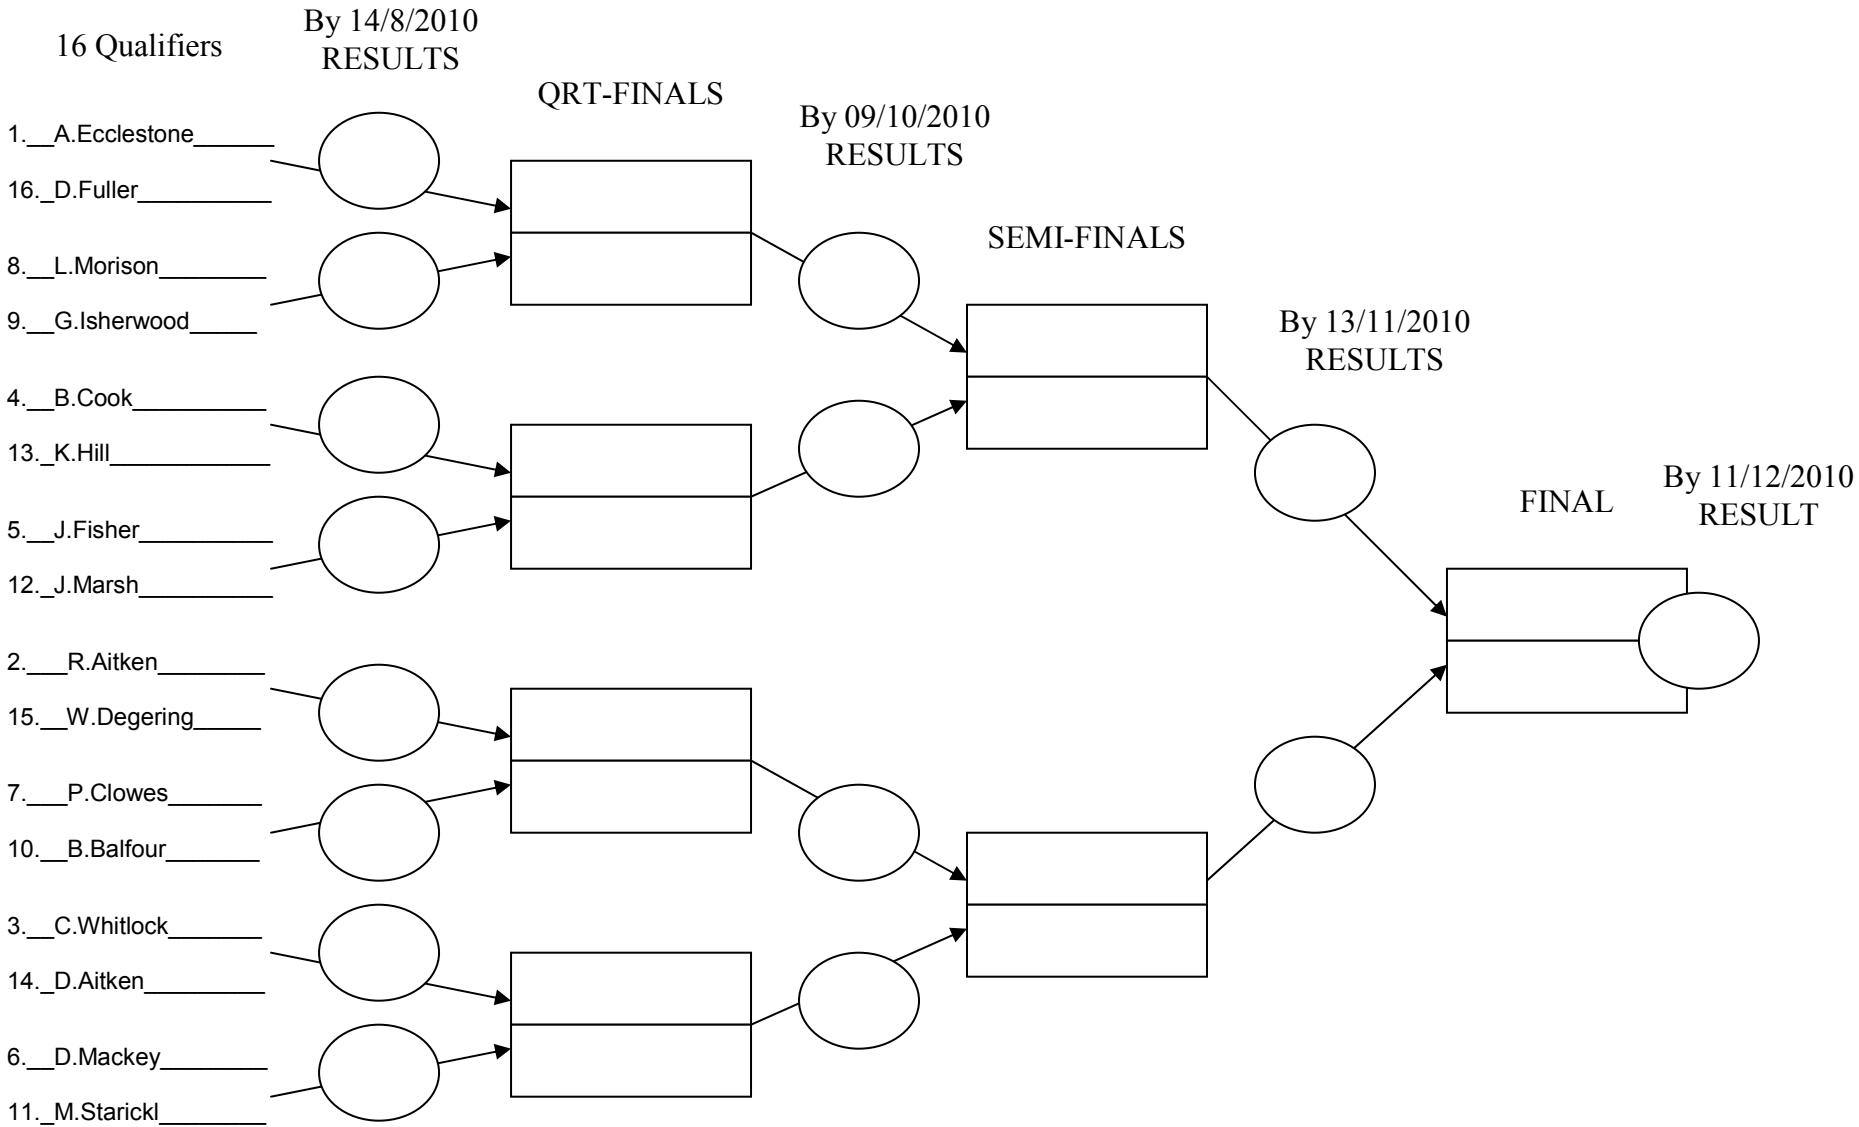 16 Qualifiers
By 14/8/2010
RESULTS
QRT-FINALS
By 09/10/2010
RESULTS
SEMI-FINALS
By 13/11/2010
RESULTS
FINAL
By 11/12/2010
RESULT
1.__A.Ecclestone______
16._D.Fuller__________
8.__L.Morison________
9.__G.Isherwood_____
4.__B.Cook__________
13._K.Hill____________
5.__J.Fisher__________
12._J.Marsh__________
2.___R.Aitken________
15.__W.Degering_____
7.___P.Clowes_______
10.__B.Balfour_______
3.__C.Whitlock_______
14._D.Aitken_________
6.__D.Mackey________
11._M.Starickl________